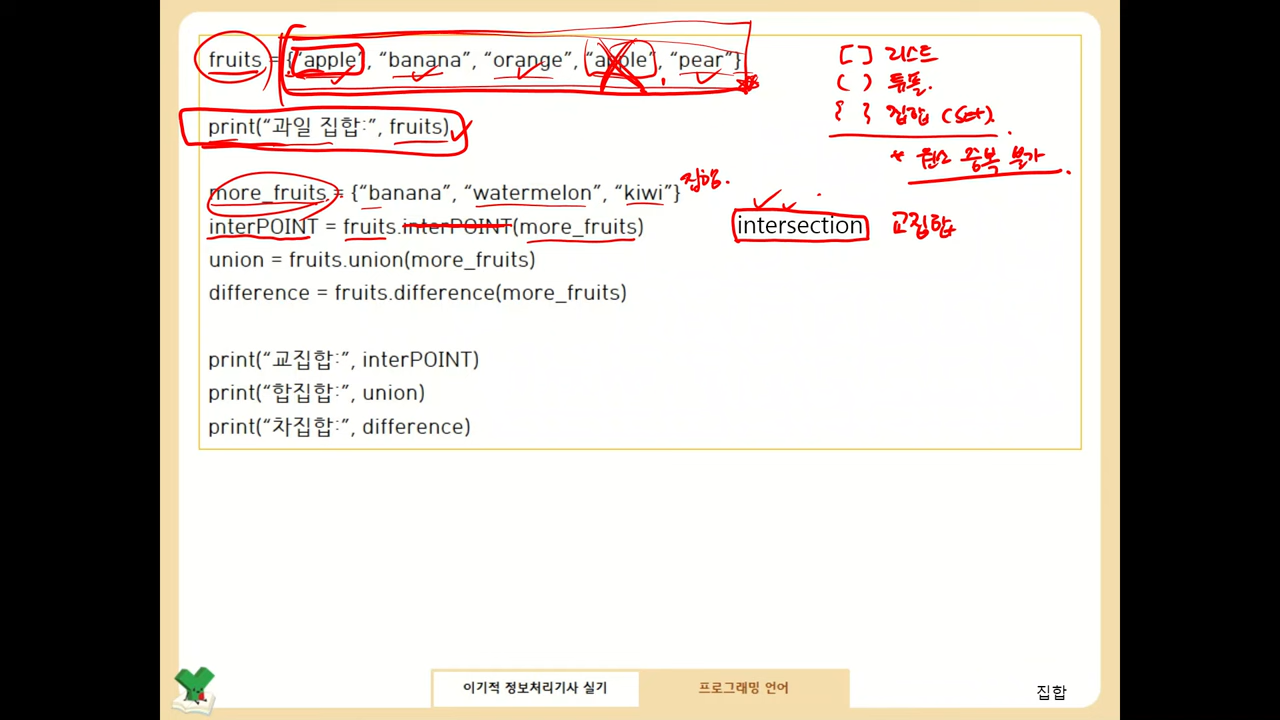 fruits = {“apple”, “banana”, “orange”, “apple”, “pear”}
[ ] 리스트
( ) 튜플.
{ } 집합 (set).
print(“과일 집합:”, fruits)
* 원소 중복 불가
more_fruits = {“banana”, “watermelon”, “kiwi”} 집합.
interPOINT = fruits.interPOINT(more_fruits) intersection 교집합
union = fruits.union(more_fruits)
difference = fruits.difference(more_fruits)
print(“교집합:”, interPOINT)
print(“합집합:”, union)
print(“차집합:”, difference)
이기적 정보처리기사 실기 프로그래밍 언어 집합